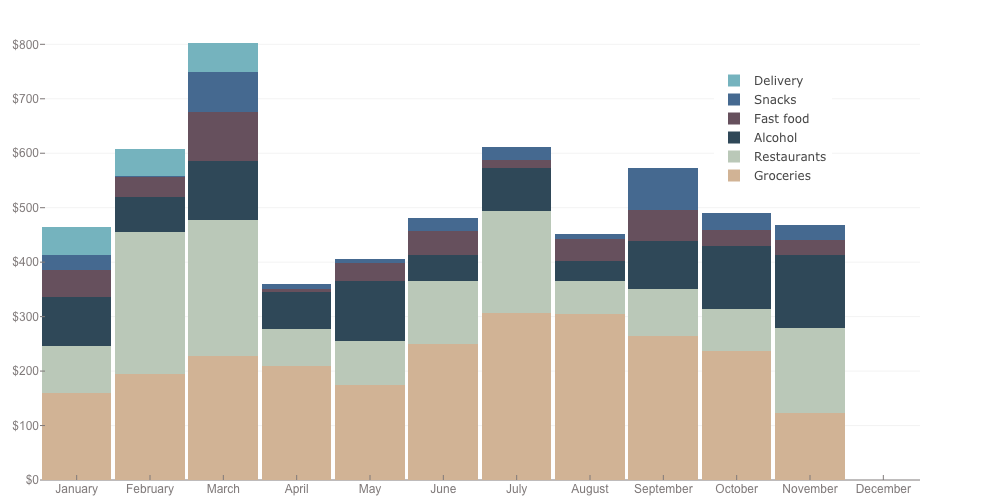 $800
$700
$600
$500
$400
$300
$200
$100
$0
Delivery
Snacks
Fast food
Alcohol
Restaurants
Groceries
January February March April May June July August September October November December